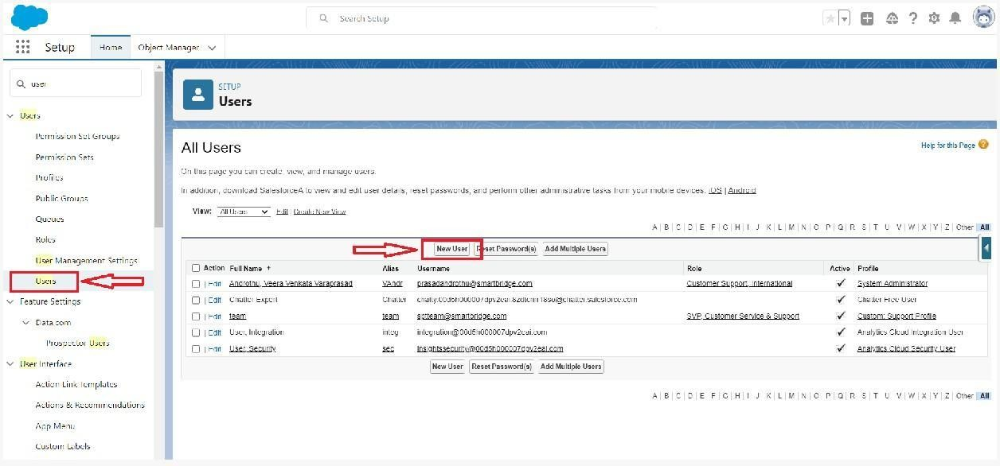 Search Setup
Setup
Home
Object Manager
user
Users
Permission Set Groups
Permission Sets
Profiles
Public Groups
Queues
Roles
User Management Settings
Users
Feature Settings
Data.com
Prospector Users
User Interface
Action Link Templates
Actions & Recommendations
App Menu
Custom Labels
SETUP
Users
All Users
Help for this Page
On this page you can create, view, and manage users.
In addition, download SalesforceA to view and edit user details, reset passwords, and perform other administrative tasks from your mobile devices: iOS | Android
View: All Users Edit | Create New View
A | B | C | D | E | F | G | H | I | J | K | L | M | N | O | P | Q | R | S | T | U | V | W | X | Y | Z | Other | All
New User Reset Password(s) Add Multiple Users
Action Full Name Alias Username Role Active Profile
Edit Androthu, Veera Venkata Varaprasad VAndr prasadandrothu@smartbridge.com Customer Support, International System Administrator
Edit Chatter Expert Chatter Chatter Free User
Edit team team sptteam@smartbridge.com SVP, Customer Service & Support Custom: Support Profile
Edit User, Integration integ integration@00d5h000007dpv2eai.com Analytics Cloud Integration User
Edit User, Security sec insightssecurity@00d5h000007dpv2eai.com Analytics Cloud Security User
New User Reset Password(s) Add Multiple Users
A | B | C | D | E | F | G | H | I | J | K | L | M | N | O | P | Q | R | S | T | U | V | W | X | Y | Z | Other | All